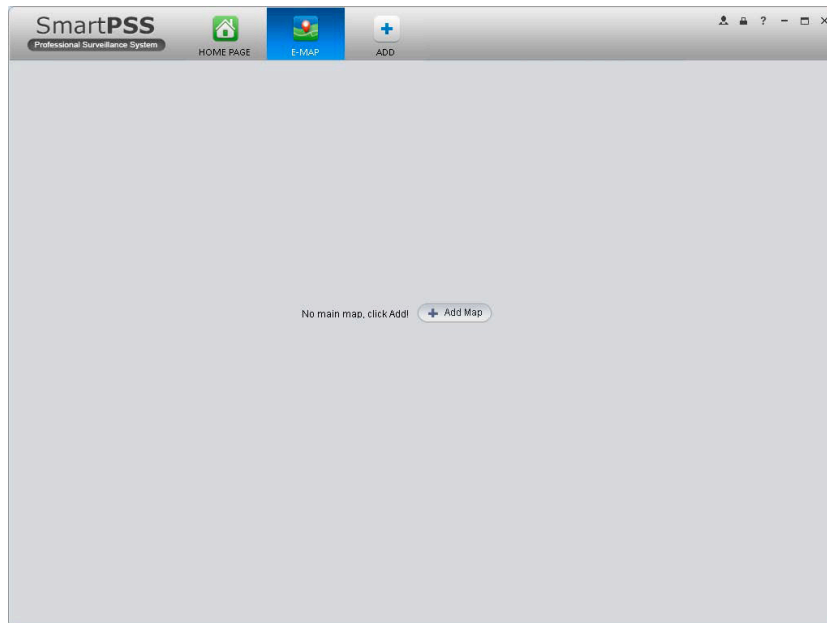 SmartPSS
Professional Surveillance System
HOME PAGE
E-MAP
ADD
?
No main map, click Add!
Add Map